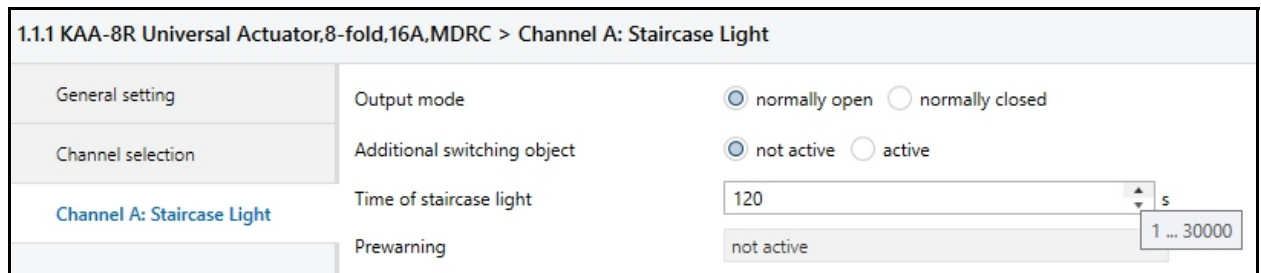 1.1.1 KAA-8R Universal Actuator,8-fold,16A,MDRC > Channel A: Staircase Light
General setting
Channel selection
Channel A: Staircase Light
Output mode normally open normally closed
Additional switching object not active active
Time of staircase light 120 s
1 ... 30000
Prewarning not active